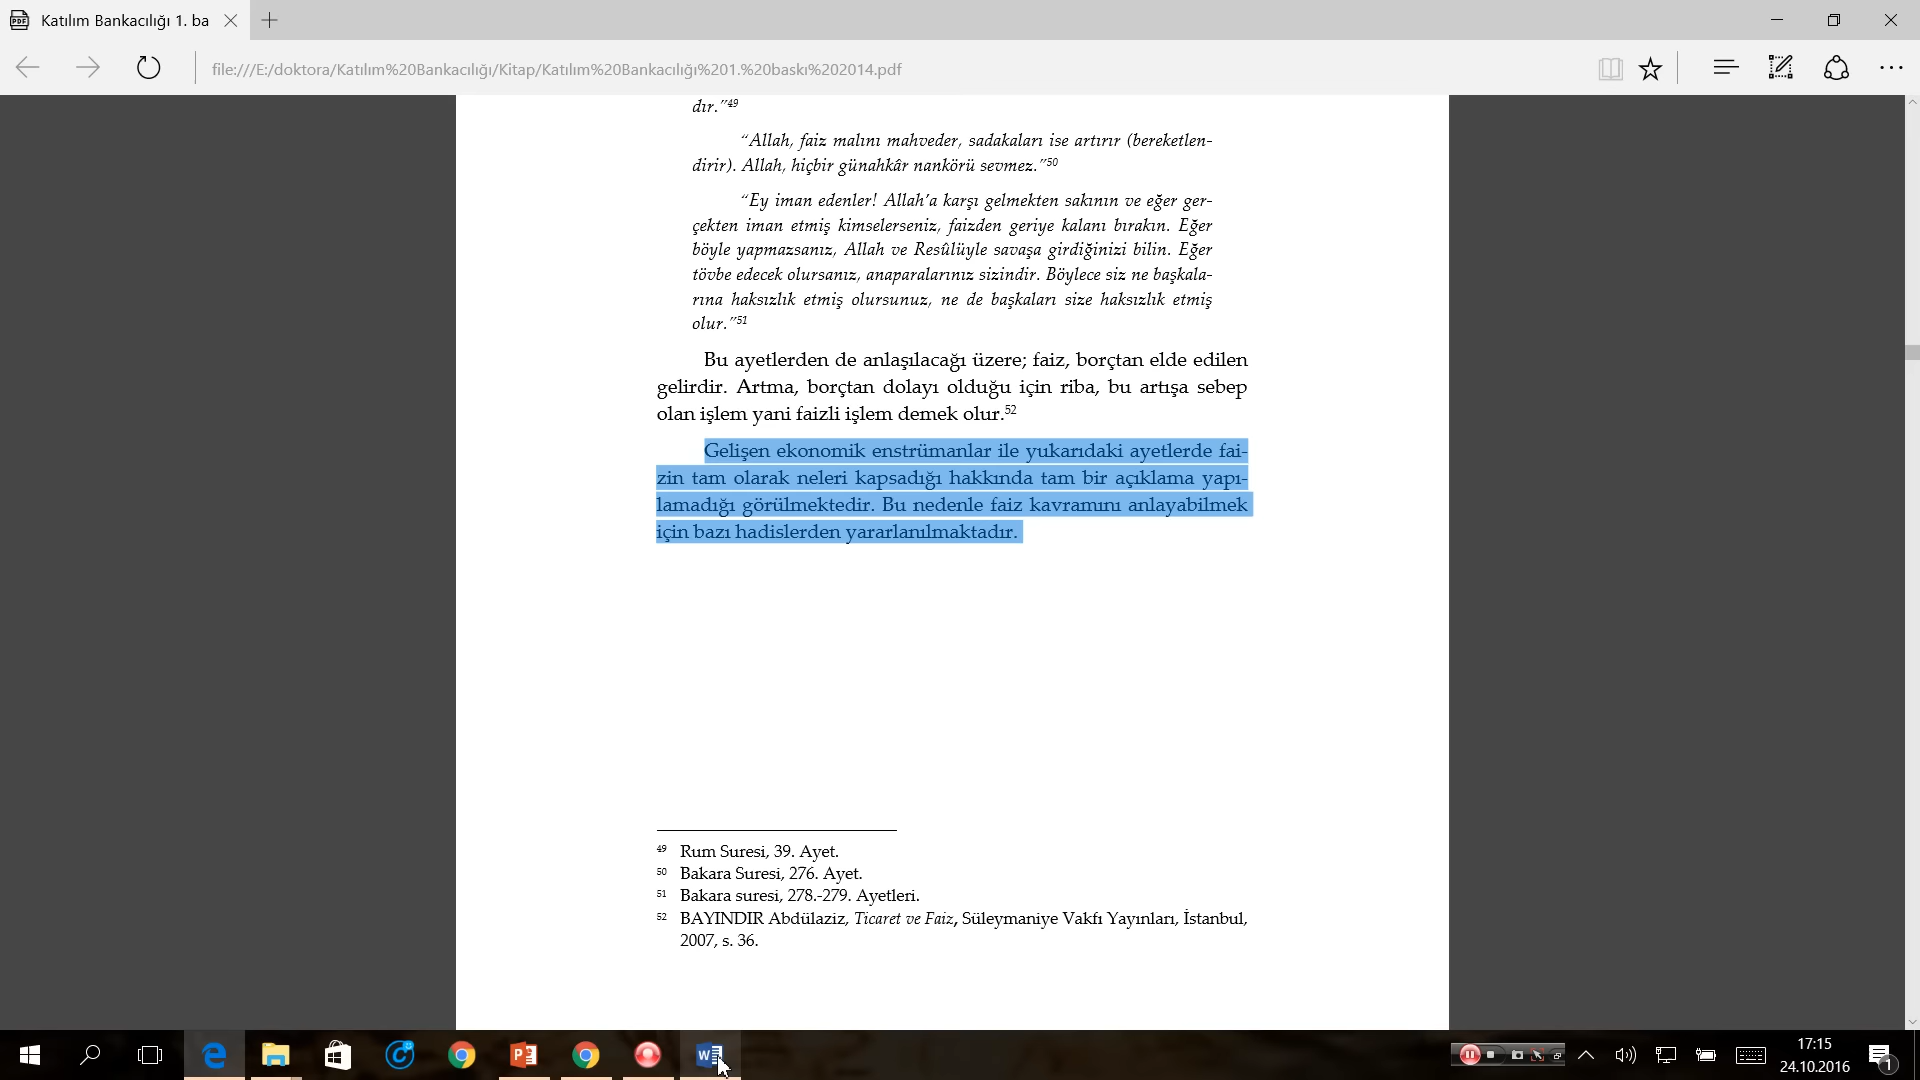 Katılım Bankacılığı 1. ba
file:///E:/doktora/Katılım%20Bankacılığı/Kitap/Katılım%20Bankacılığı%201.%20baskı%202014.pdf
dır.”⁴⁹
“Allah, faiz malını mahveder, sadakaları ise artırır (bereketlen-
dirir). Allah, hiçbir günahkâr nankörü sevmez.”⁵⁰
“Ey iman edenler! Allah’a karşı gelmekten sakının ve eğer ger-
çekten iman etmiş kimselerseniz, faizden geriye kalanı bırakın. Eğer
böyle yapmazsanız, Allah ve Resûlüyle savaşa girdiğinizi bilin. Eğer
tövbe edecek olursanız, anaparalarınız sizindir. Böylece siz ne başkala-
rına haksızlık etmiş olursunuz, ne de başkaları size haksızlık etmiş
olur.”⁵¹
Bu ayetlerden de anlaşılacağı üzere; faiz, borçtan elde edilen
gelirdir. Artma, borçtan dolayı olduğu için riba, bu artışa sebep
olan işlem yani faizli işlem demek olur.⁵²
Gelişen ekonomik enstrümanlar ile yukarıdaki ayetlerde fai-
zin tam olarak neleri kapsadığı hakkında tam bir açıklama yapı-
lamadığı görülmektedir. Bu nedenle faiz kavramını anlayabilmek
için bazı hadislerden yararlanılmaktadır.
⁴⁹ Rum Suresi, 39. Ayet.
⁵⁰ Bakara Suresi, 276. Ayet.
⁵¹ Bakara suresi, 278.-279. Ayetleri.
⁵² BAYINDIR Abdülaziz, Ticaret ve Faiz, Süleymaniye Vakfı Yayınları, İstanbul,
2007, s. 36.
17:15
24.10.2016
1